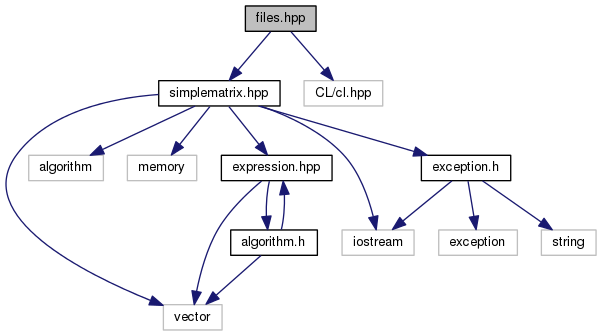 files.hpp
simplematrix.hpp
CL/cl.hpp
algorithm
memory
expression.hpp
exception.h
algorithm.h
iostream
exception
string
vector